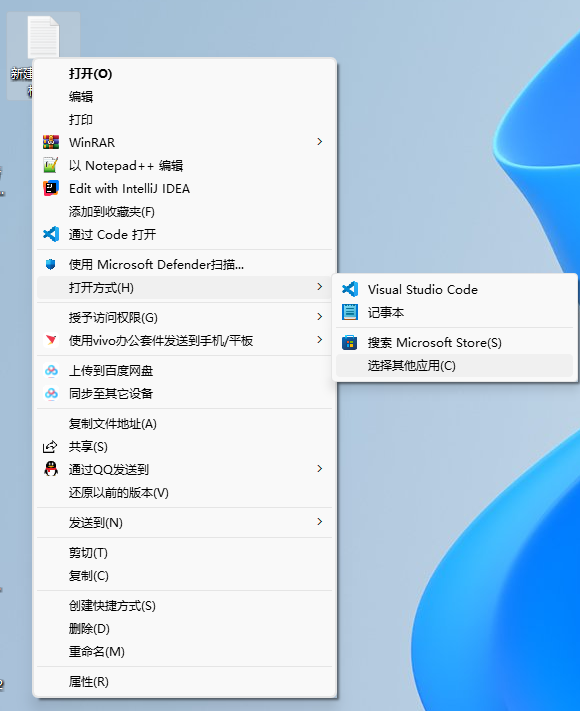 新建
打开(O)
编辑
打印
WinRAR
以 Notepad++ 编辑
Edit with IntelliJ IDEA
添加到收藏夹(F)
通过 Code 打开
使用 Microsoft Defender扫描...
打开方式(H)
Visual Studio Code
记事本
搜索 Microsoft Store(S)
选择其他应用(C)
授予访问权限(G)
使用vivo办公套件发送到手机/平板
上传到百度网盘
同步至其它设备
复制文件地址(A)
共享(S)
通过QQ发送到
还原以前的版本(V)
发送到(N)
剪切(T)
复制(C)
创建快捷方式(S)
删除(D)
重命名(M)
属性(R)